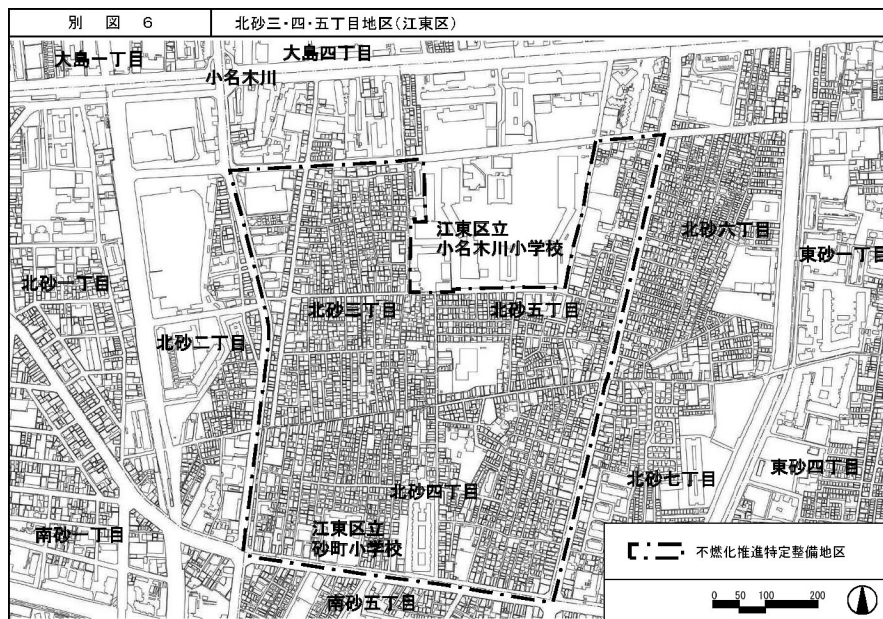 別図6
北砂三・四・五丁目地区(江東区)
大島一丁目
大島四丁目
小名木川
江東区立
小名木川小学校
北砂六丁目
東砂一丁目
北砂一丁目
北砂三丁目
北砂五丁目
北砂二丁目
北砂四丁目
北砂七丁目
東砂四丁目
南砂一丁目
江東区立
砂町小学校
不燃化推進特定整備地区
南砂五丁目
0 50 100 200